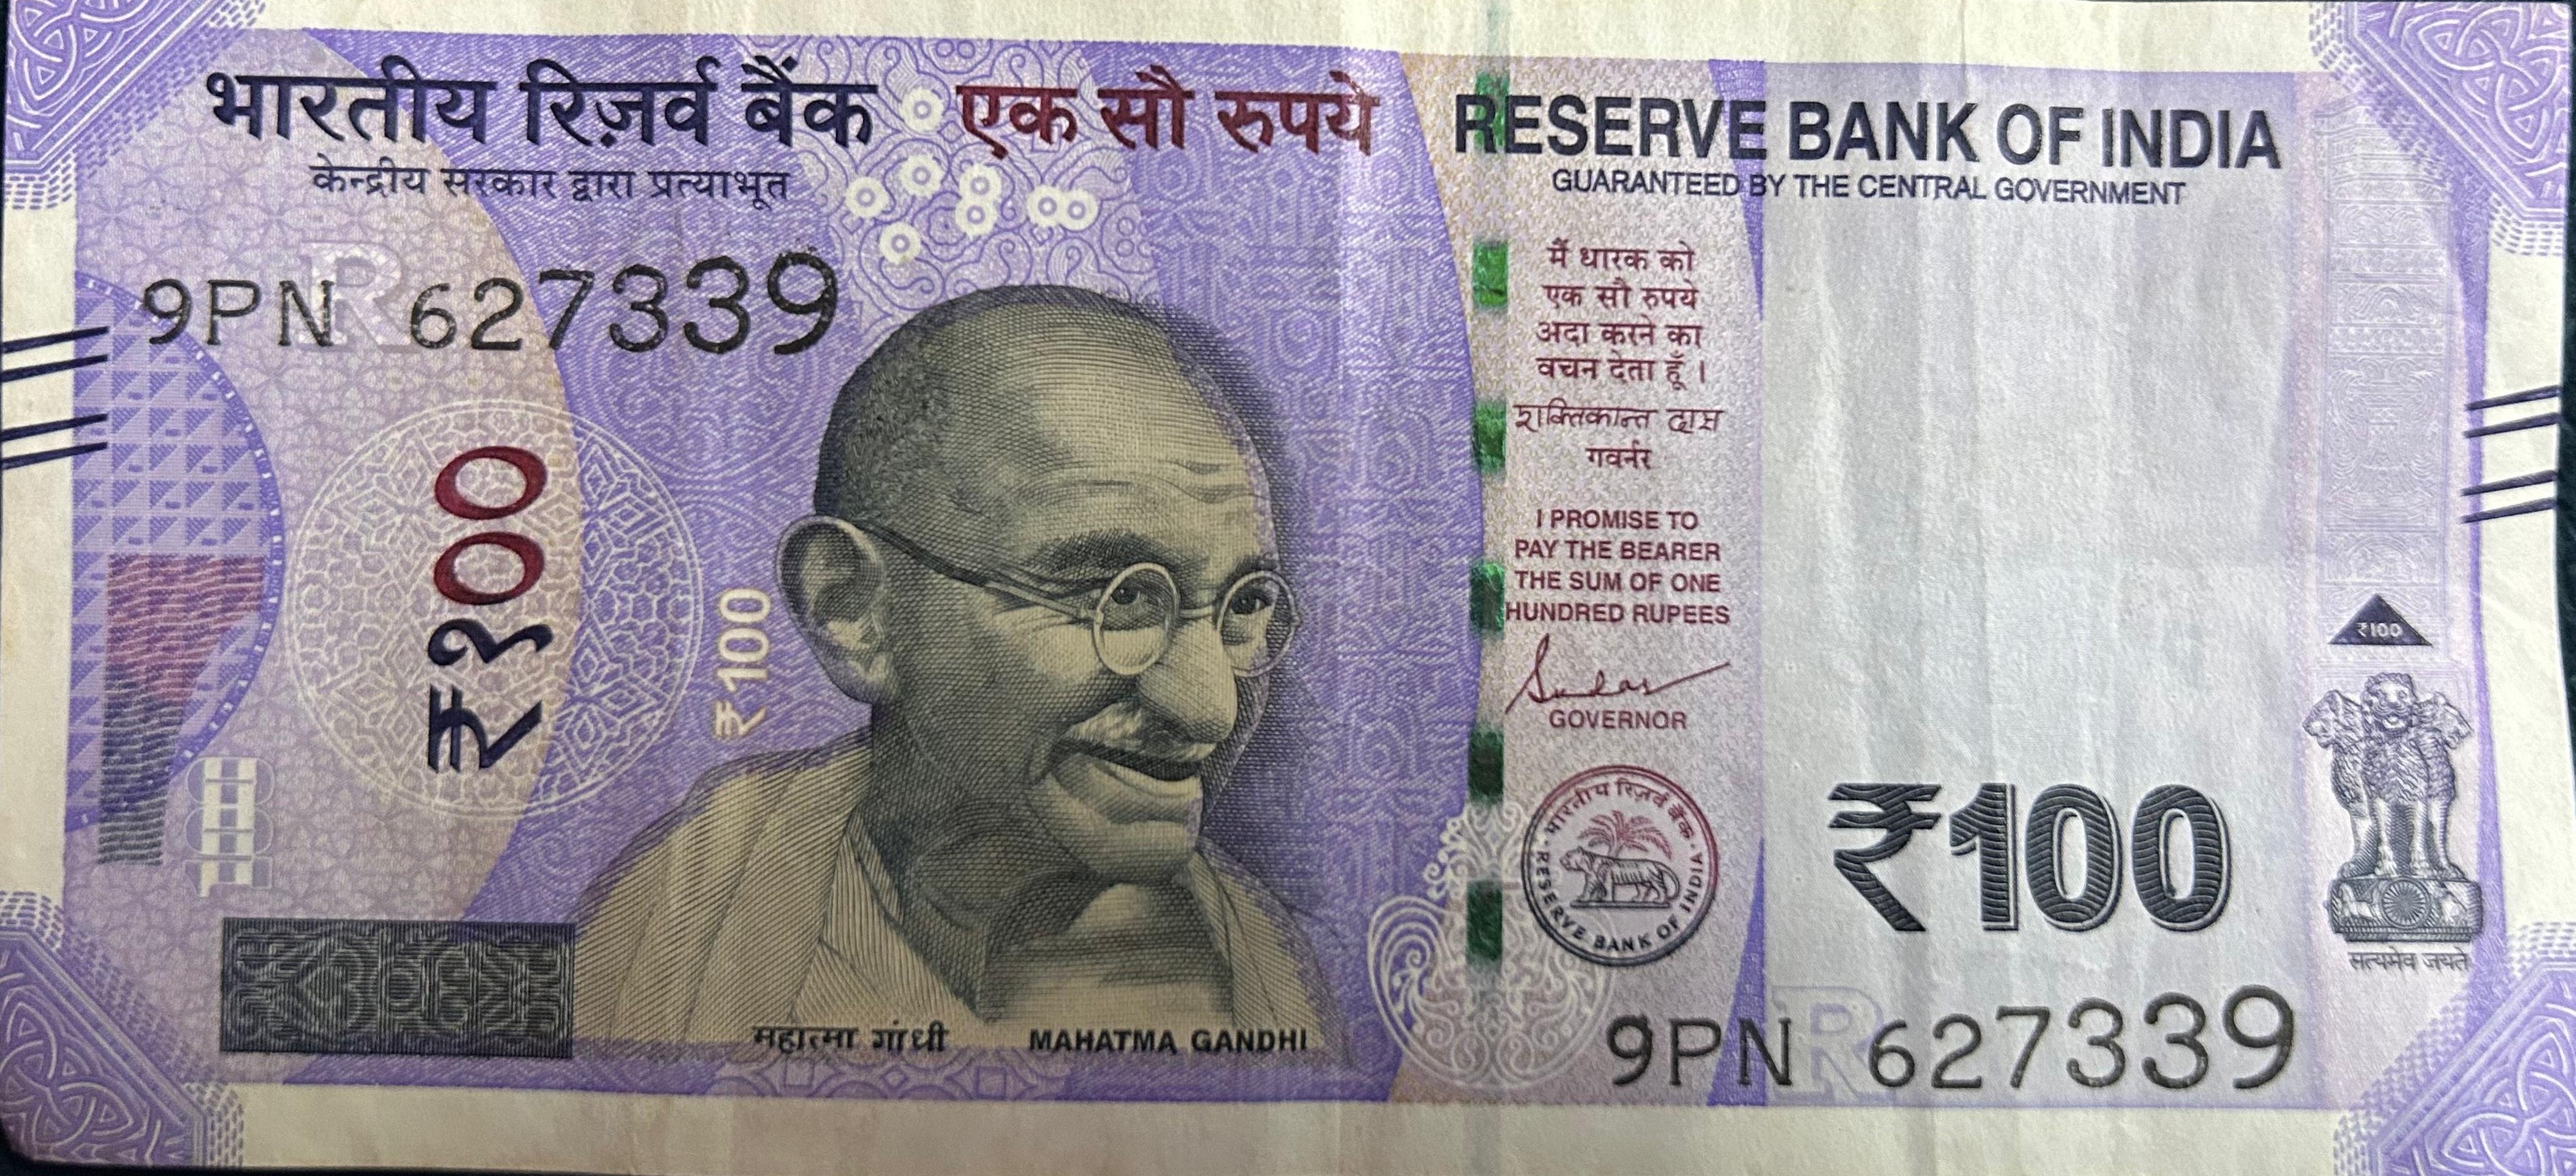 भारतीय रिज़र्व बैंक
केन्द्रीय सरकार द्वारा प्रत्याभूत
एक सौ रुपये
RESERVE BANK OF INDIA
GUARANTEED BY THE CENTRAL GOVERNMENT
9PN 627339
₹१००
₹100
मैं धारक को
एक सौ रुपये
अदा करने का
वचन देता हूँ ।
शक्तिकान्त दास
गवर्नर
I PROMISE TO
PAY THE BEARER
THE SUM OF ONE
HUNDRED RUPEES
GOVERNOR
भारतीय रिज़र्व बैंक
RESERVE BANK OF INDIA
₹100
₹100
सत्यमेव जयते
महात्मा गांधी
MAHATMA GANDHI
9PN 627339